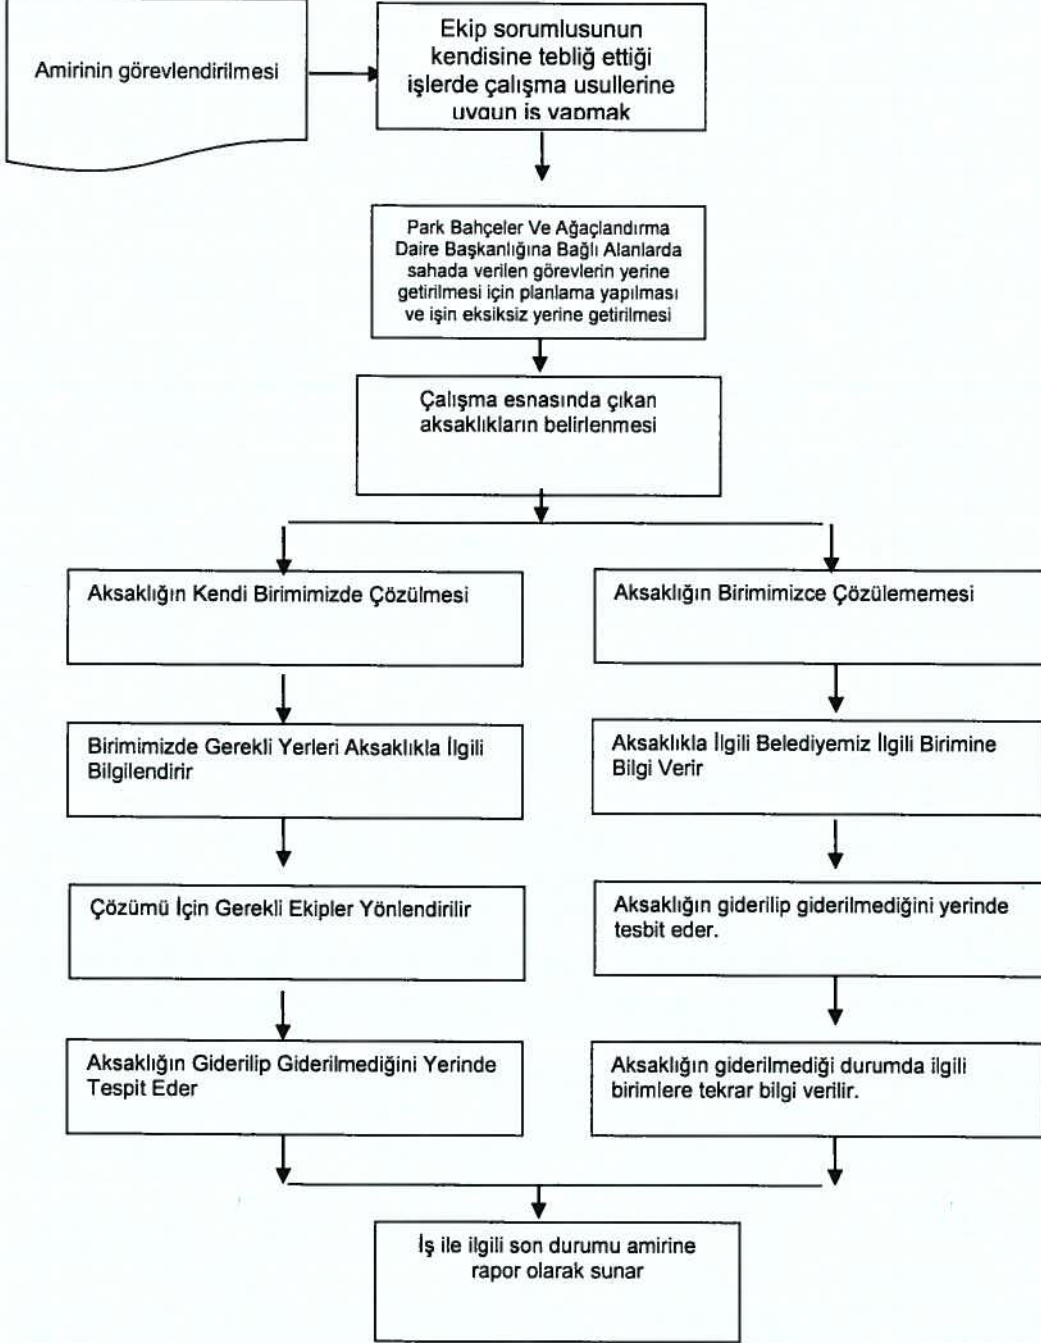 Amirinin görevlendirilmesi
Ekip sorumlusunun
kendisine tebliğ ettiği
işlerde çalışma usullerine
uygun iş yapmak
Park Bahçeler Ve Ağaçlandırma
Daire Başkanlığına Bağlı Alanlarda
sahada verilen görevlerin yerine
getirilmesi için planlama yapılması
ve işin eksiksiz yerine getirilmesi
Çalışma esnasında çıkan
aksaklıkların belirlenmesi
Aksaklığın Kendi Birimimizde Çözülmesi
Birimimizde Gerekli Yerleri Aksaklıkla İlgili
Bilgilendirir
Çözümü İçin Gerekli Ekipler Yönlendirilir
Aksaklığın Giderilip Giderilmediğini Yerinde
Tespit Eder
Aksaklığın Birimimizce Çözülememesi
Aksaklıkla İlgili Belediyemiz İlgili Birimine
Bilgi Verir
Aksaklığın giderilip giderilmediğini yerinde
tesbit eder.
Aksaklığın giderilmediği durumda ilgili
birimlere tekrar bilgi verilir.
İş ile ilgili son durumu amirine
rapor olarak sunar